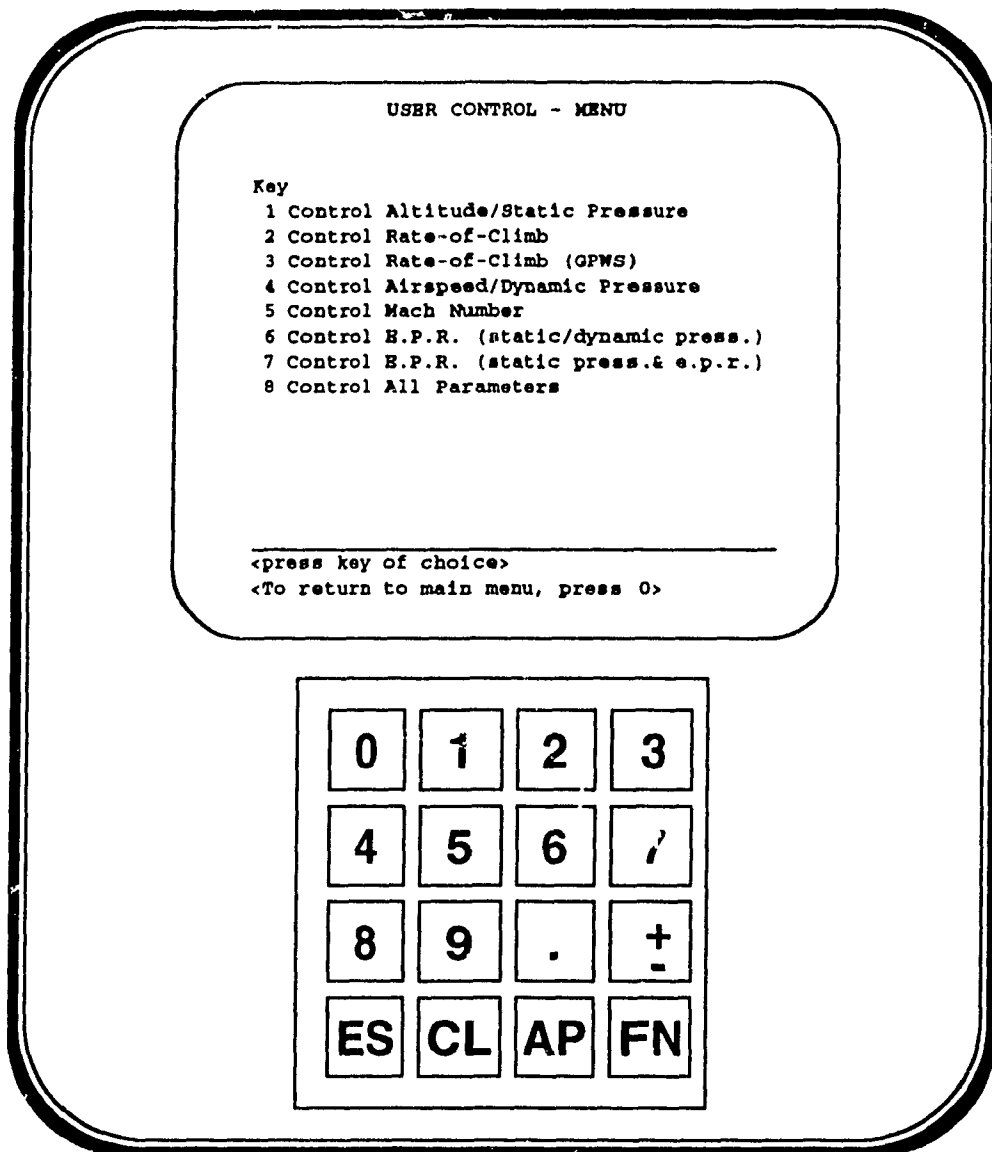 USER CONTROL - MENU
Key
1 Control Altitude/Static Pressure
2 Control Rate-of-Climb
3 Control Rate-of-Climb (GPWS)
4 Control Airspeed/Dynamic Pressure
5 Control Mach Number
6 Control E.P.R. (static/dynamic press.)
7 Control E.P.R. (static press.& e.p.r.)
8 Control All Parameters
<press key of choice>
<To return to main menu, press 0>
0 1 2 3
4 5 6 7
8 9 . ±
ES CL AP FN